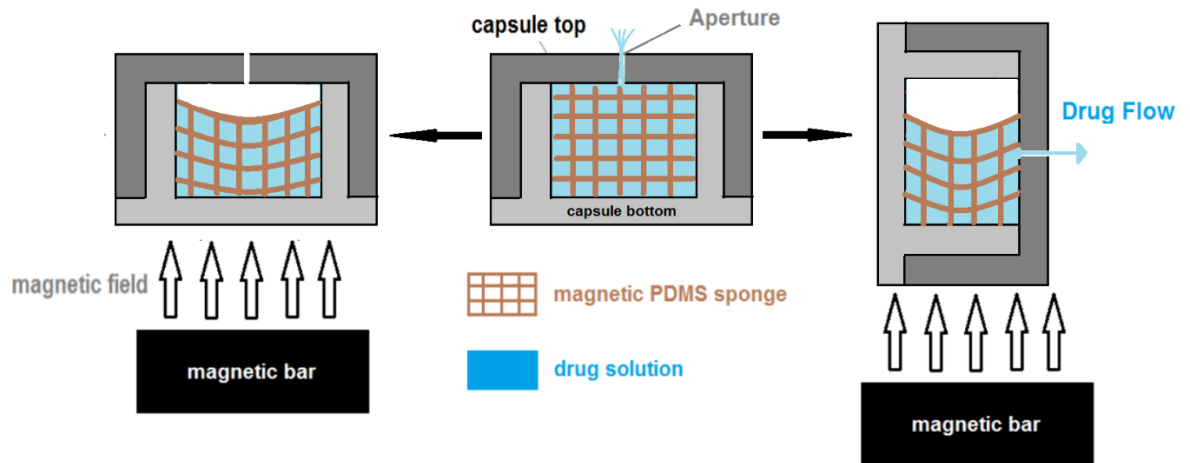 capsule top
Aperture
Drug Flow
capsule bottom
magnetic field
magnetic PDMS sponge
magnetic bar
drug solution
magnetic bar